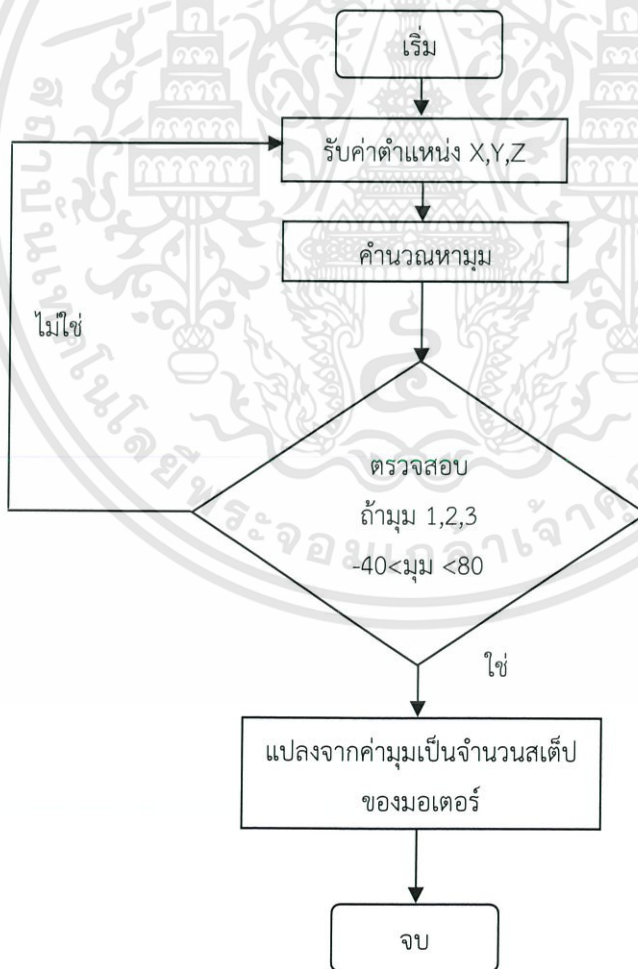 เริ่ม
รับค่าตำแหน่ง X,Y,Z
คำนวณหามุม
ไม่ใช่
ตรวจสอบ
ถ้ามุม 1,2,3
-40<มุม <80
ใช่
แปลงจากค่ามุมเป็นจำนวนสเต็ป
ของมอเตอร์
จบ